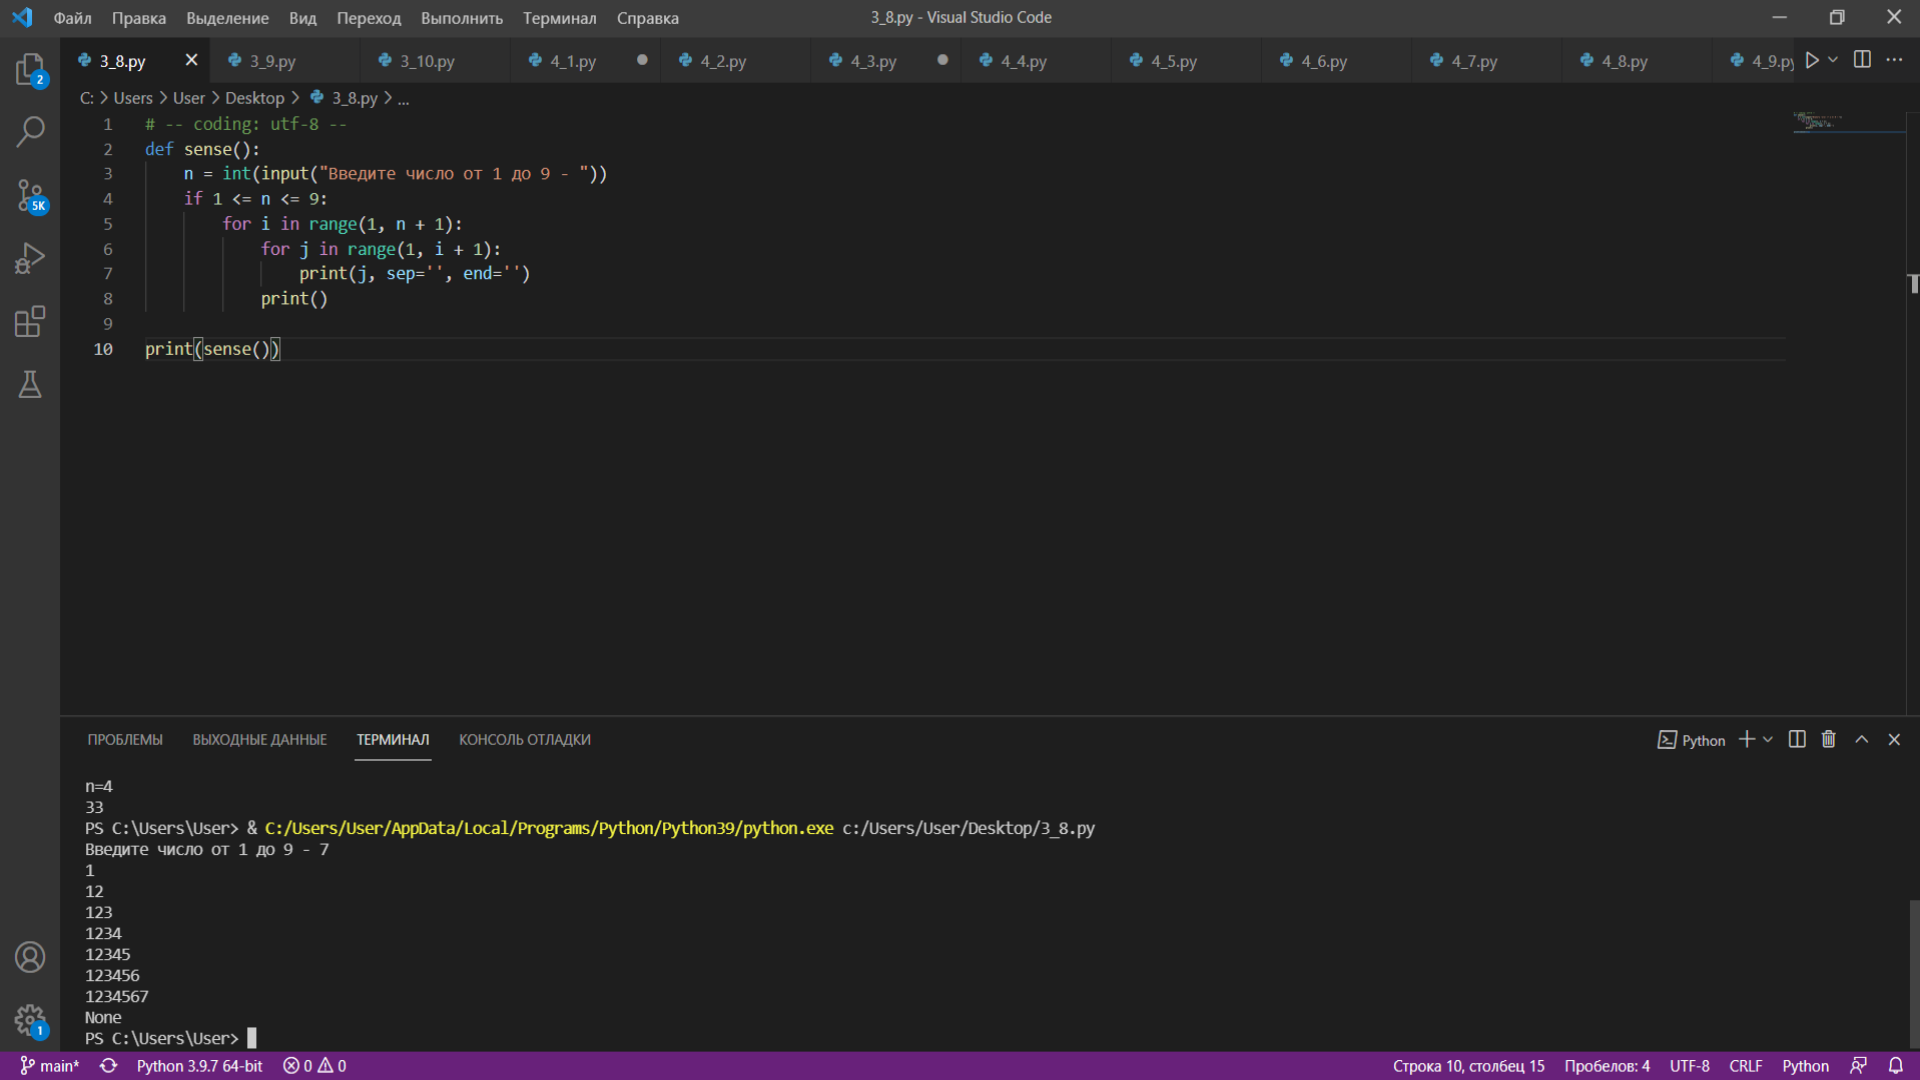 Файл Правка Выделение Вид Переход Выполнить Терминал Справка 3_8.py - Visual Studio Code
3_8.py 3_9.py 3_10.py 4_1.py 4_2.py 4_3.py 4_4.py 4_5.py 4_6.py 4_7.py 4_8.py 4_9.py
2
C: > Users > User > Desktop > 3_8.py > ...
1 # -- coding: utf-8 --
2 def sense():
3 n = int(input("Введите число от 1 до 9 - "))
4 if 1 <= n <= 9:
5 for i in range(1, n + 1):
6 for j in range(1, i + 1):
7 print(j, sep='', end='')
8 print()
9
10 print(sense())
5K
ПРОБЛЕМЫ ВЫХОДНЫЕ ДАННЫЕ ТЕРМИНАЛ КОНСОЛЬ ОТЛАДКИ Python
n=4
33
PS C:\Users\User> & C:/Users/User/AppData/Local/Programs/Python/Python39/python.exe c:/Users/User/Desktop/3_8.py
Введите число от 1 до 9 - 7
1
12
123
1234
12345
123456
1234567
None
PS C:\Users\User>
1
main* Python 3.9.7 64-bit 0 0 Строка 10, столбец 15 Пробелов: 4 UTF-8 CRLF Python